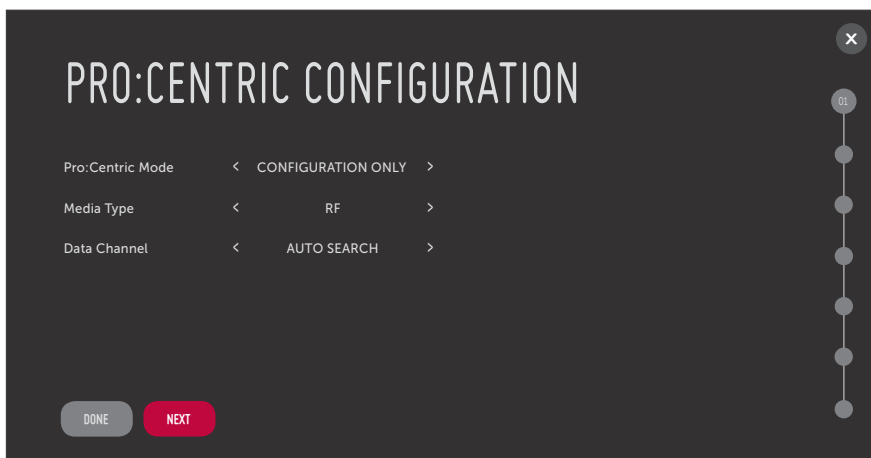 X
PRO:CENTRIC CONFIGURATION
01
Pro:Centric Mode < CONFIGURATION ONLY >
Media Type < RF >
Data Channel < AUTO SEARCH >
DONE NEXT